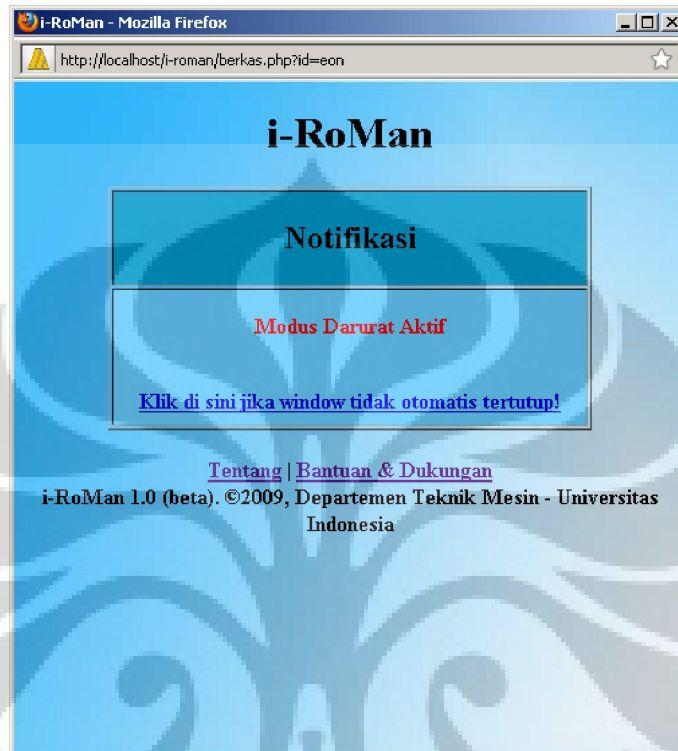 i-RoMan - Mozilla Firefox
http://localhost/i-roman/berkas.php?id=eon
i-RoMan
Notifikasi
Modus Darurat Aktif
Klik di sini jika window tidak otomatis tertutup!
Tentang | Bantuan & Dukungan
i-RoMan 1.0 (beta). ©2009, Departemen Teknik Mesin - Universitas
Indonesia